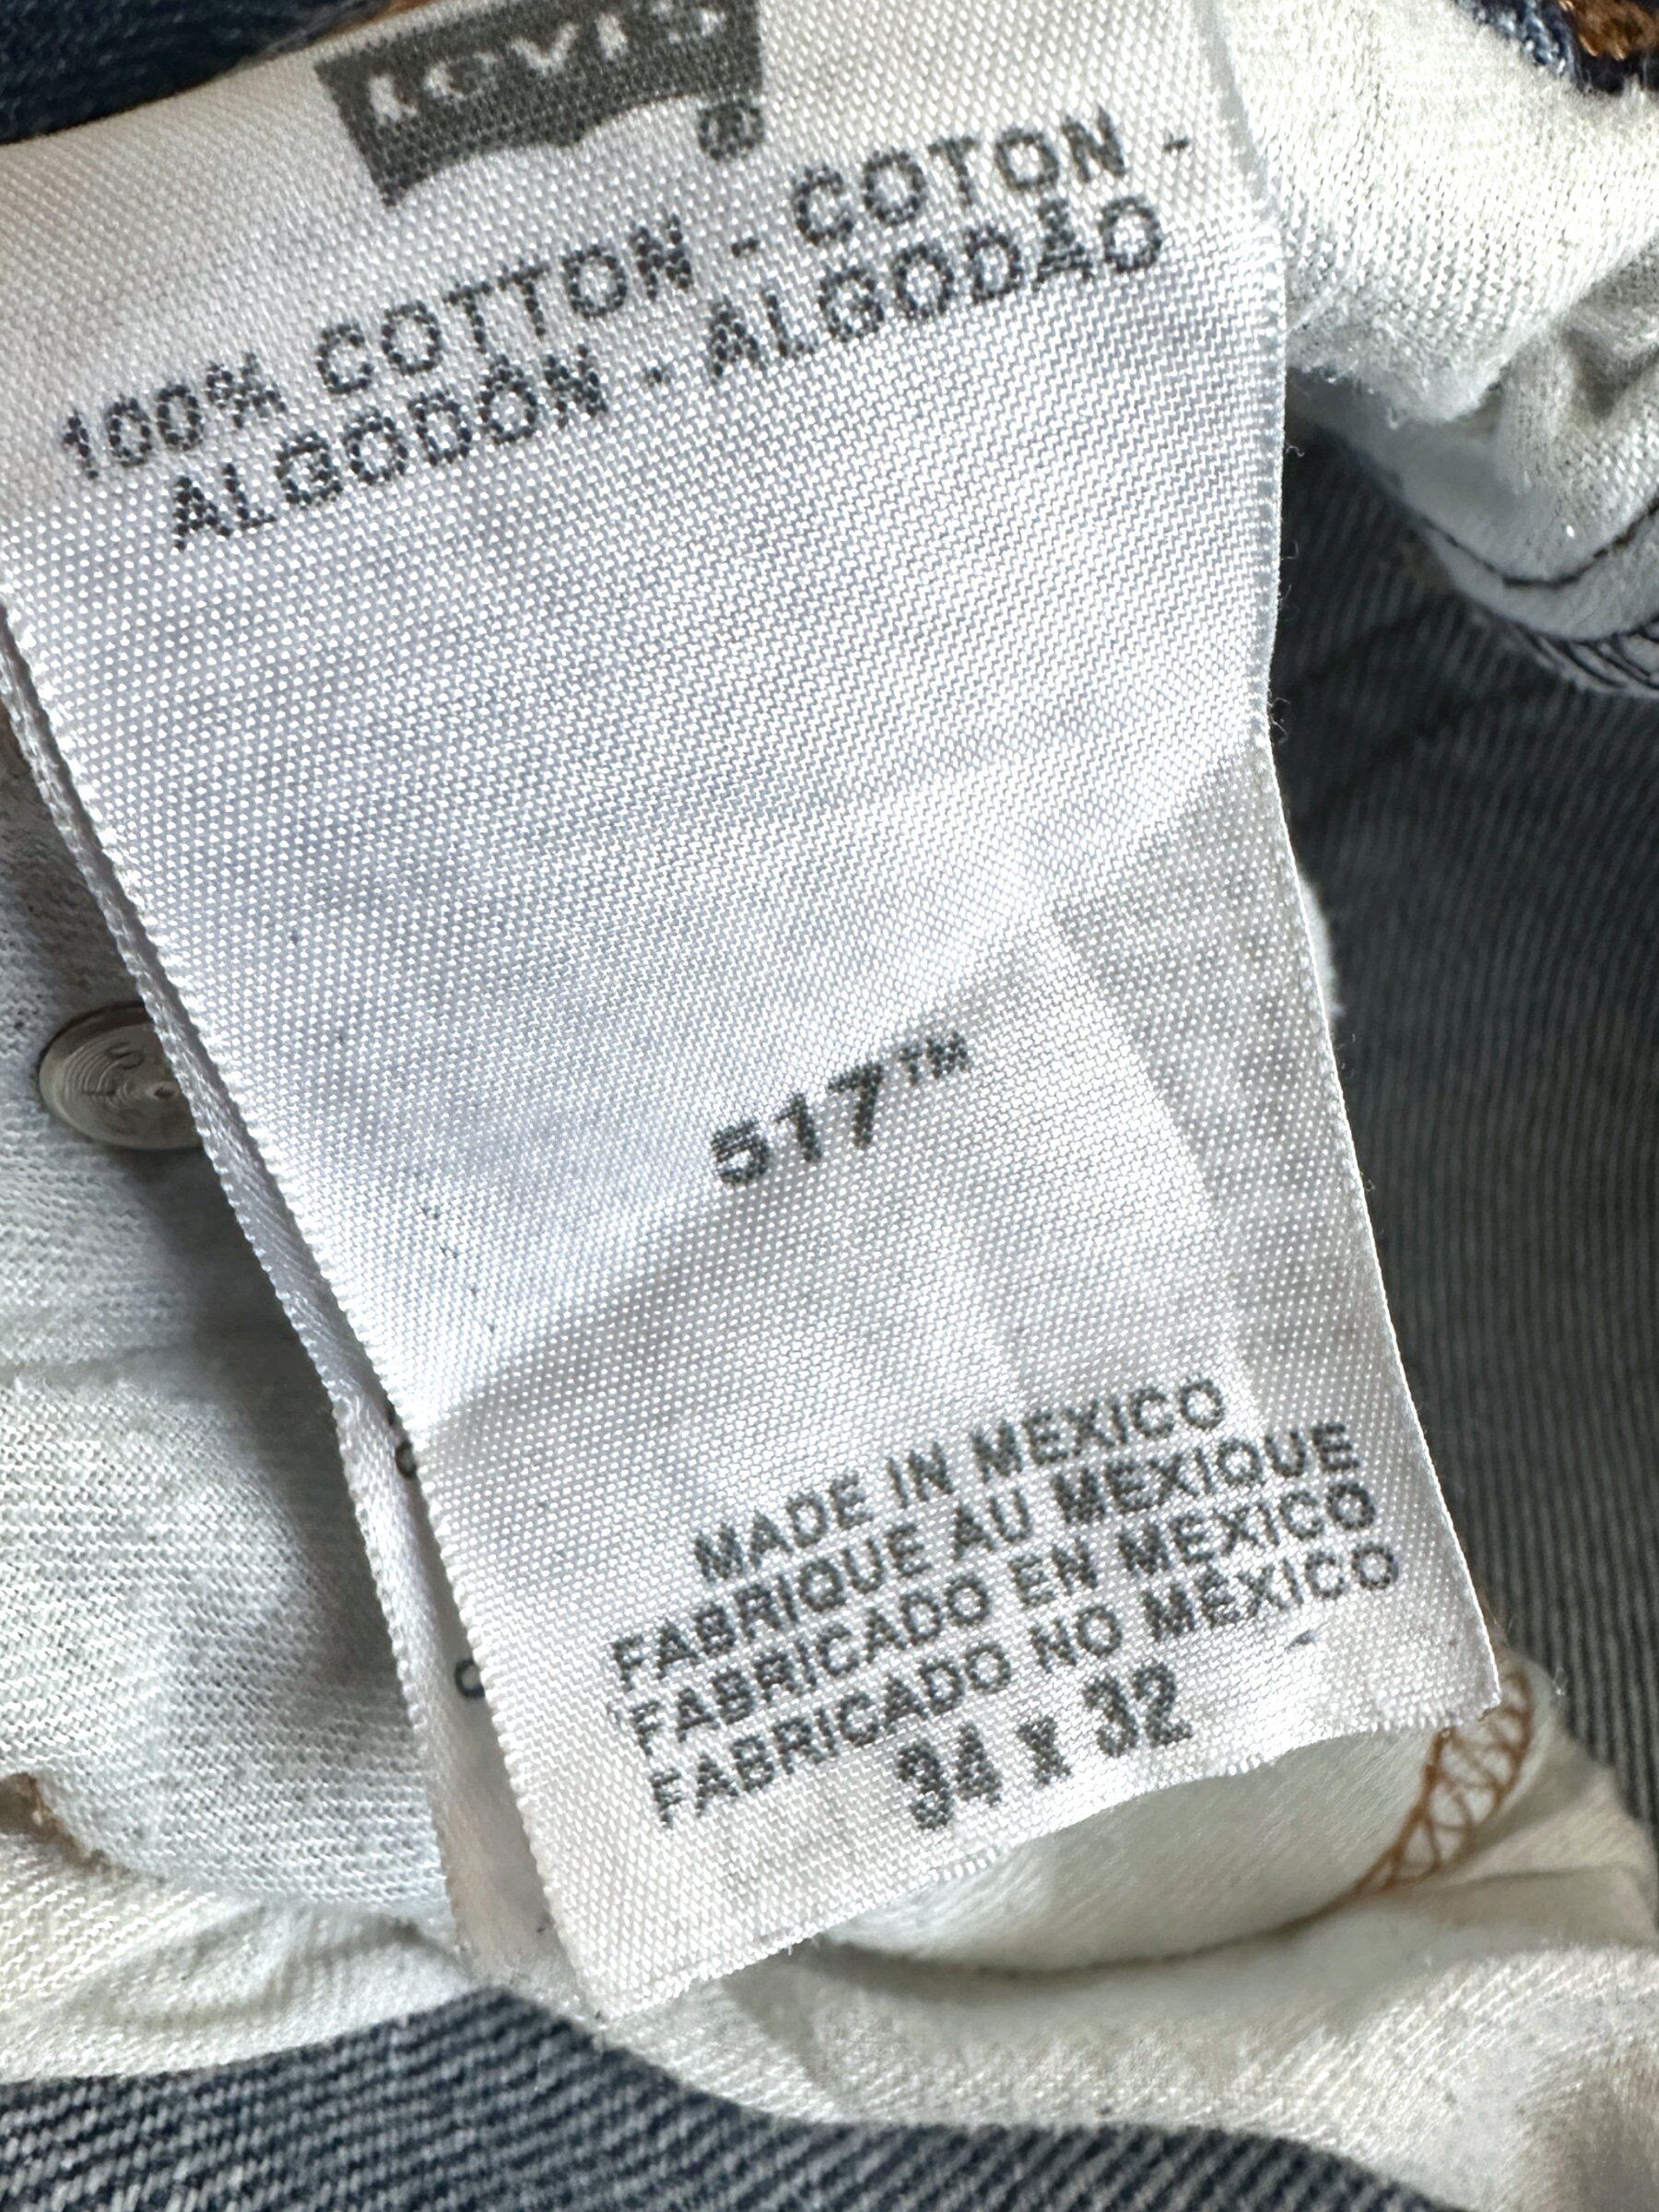 Levi's ®
100% COTTON - COTON -
ALGODÓN - ALGODÃO
517™
MADE IN MEXICO
FABRIQUE AU MEXIQUE
FABRICADO EN MEXICO
FABRICADO NO MÉXICO
34 x 32